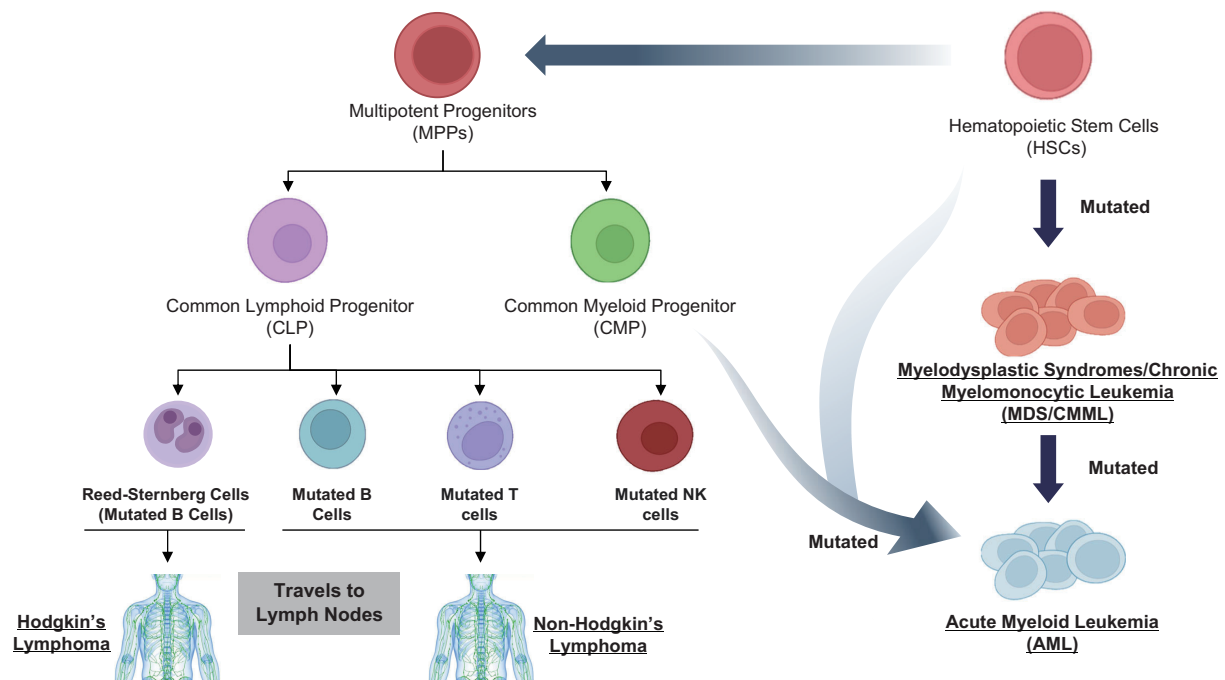 Multipotent Progenitors
(MPPs)
Hematopoietic Stem Cells
(HSCs)
Mutated
Common Lymphoid Progenitor
(CLP)
Common Myeloid Progenitor
(CMP)
Myelodysplastic Syndromes/Chronic
Myelomonocytic Leukemia
(MDS/CMML)
Mutated
Reed-Sternberg Cells
(Mutated B Cells)
Mutated B
Cells
Mutated T
cells
Mutated NK
cells
Mutated
Travels to
Lymph Nodes
Hodgkin's
Lymphoma
Non-Hodgkin's
Lymphoma
Acute Myeloid Leukemia
(AML)